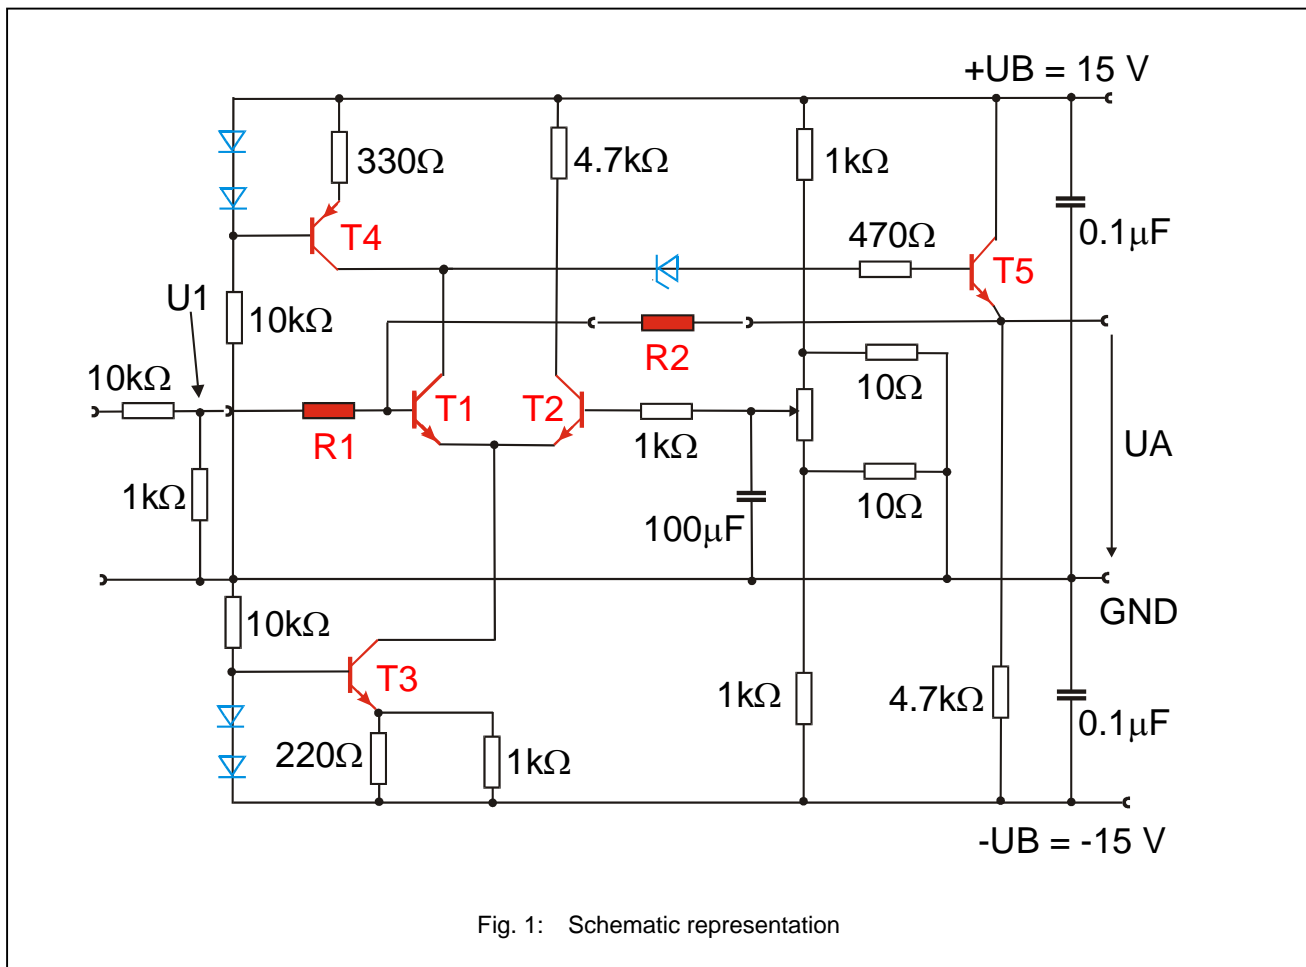 +UB = 15 V
330Ω
4.7kΩ
1kΩ
T4
470Ω
0.1μF
T5
U1
10kΩ
R2
10kΩ
10Ω
T1
T2
R1
1kΩ
UA
1kΩ
10Ω
100μF
GND
10kΩ
T3
1kΩ
4.7kΩ
0.1μF
220Ω
1kΩ
-UB = -15 V
Fig. 1: Schematic representation